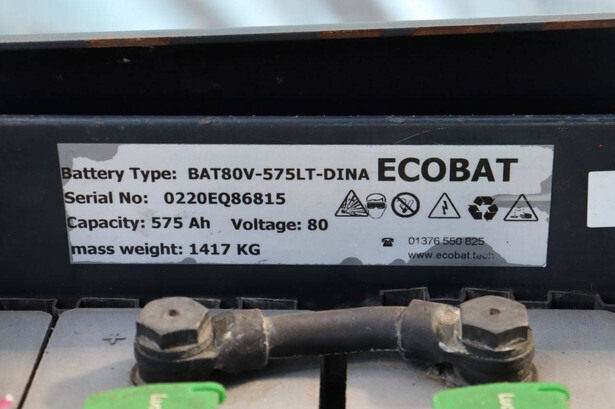 Battery Type: BAT80V-575LT-DINA ECOBAT
Serial No: 0220EQ86815
Capacity: 575 Ah Voltage: 80
mass weight: 1417 KG
☎ 01376 550 825
www.ecobat.tech
+